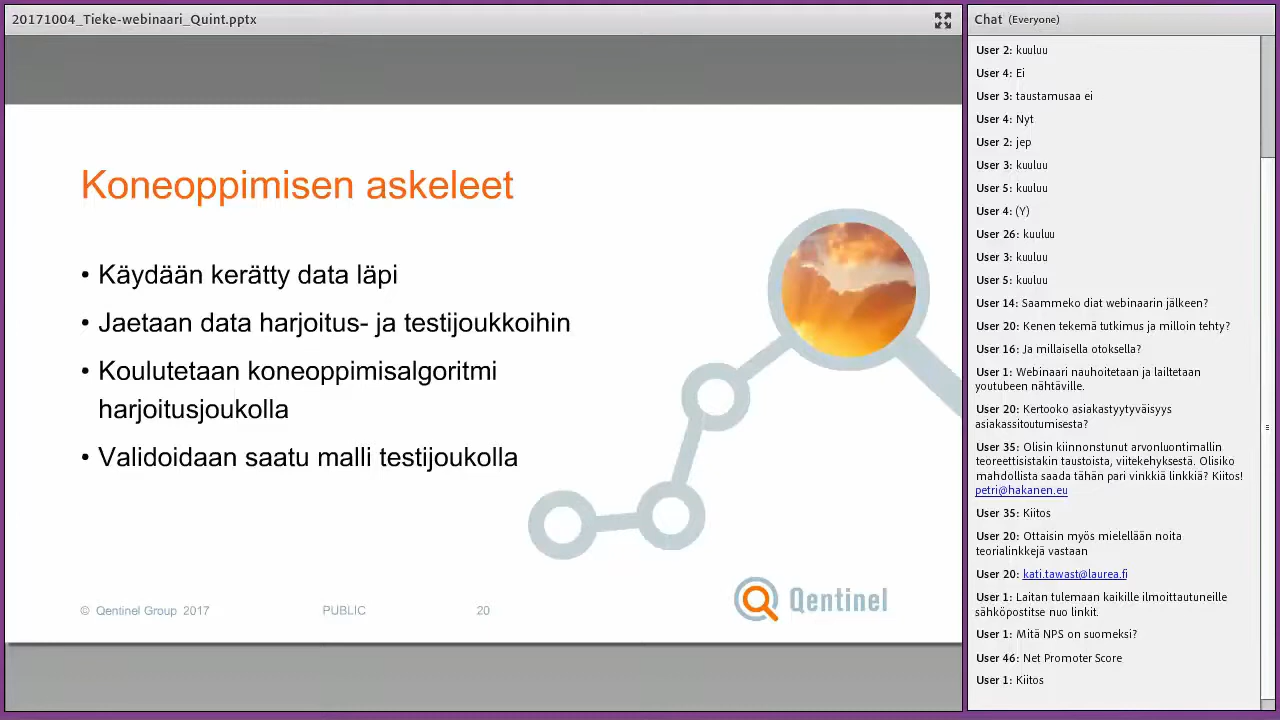 20171004_Tieke-webinaari_Quint.pptx
Koneoppimisen askeleet
• Käydään kerätty data läpi
• Jaetaan data harjoitus- ja testijoukkoihin
• Koulutetaan koneoppimisalgoritmi
harjoitusjoukolla
• Validoidaan saatu malli testijoukolla
© Qentinel Group 2017
PUBLIC
20
Qentinel
Chat (Everyone)
User 2: kuuluu
User 4: Ei
User 3: taustamusaa ei
User 4: Nyt
User 2: jep
User 3: kuuluu
User 5: kuuluu
User 4: (Y)
User 26: kuuluu
User 3: kuuluu
User 5: kuuluu
User 14: Saammeko diat webinaarin jälkeen?
User 20: Kenen tekemä tutkimus ja milloin tehty?
User 16: Ja millaisella otoksella?
User 1: Webinaari nauhoitetaan ja lailtetaan
youtubeen nähtäville.
User 20: Kertooko asiakastyytyväisyys
asiakassitoutumisesta?
User 35: Olisin kiinnonstunut arvonluontimallin
teoreettisistakin taustoista, viitekehyksestä. Olisiko
mahdollista saada tähän pari vinkkiä linkkiä? Kiitos!
petri@hakanen.eu
User 35: Kiitos
User 20: Ottaisin myös mielellään noita
teorialinkkejä vastaan
User 20: kati.tawast@laurea.fi
User 1: Laitan tulemaan kaikille ilmoittautuneille
sähköpostitse nuo linkit.
User 1: Mitä NPS on suomeksi?
User 46: Net Promoter Score
User 1: Kiitos